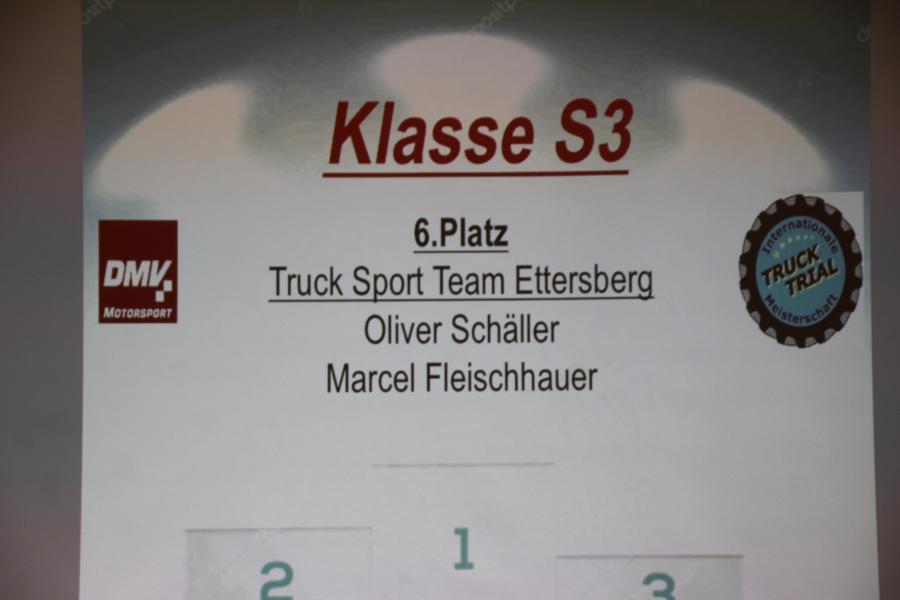 Klasse S3
6.Platz
Truck Sport Team Ettersberg
Oliver Schäller
Marcel Fleischhauer
DMV
MOTORSPORT
Internationale
TRUCK
TRIAL
Meisterschaft
1
2
3